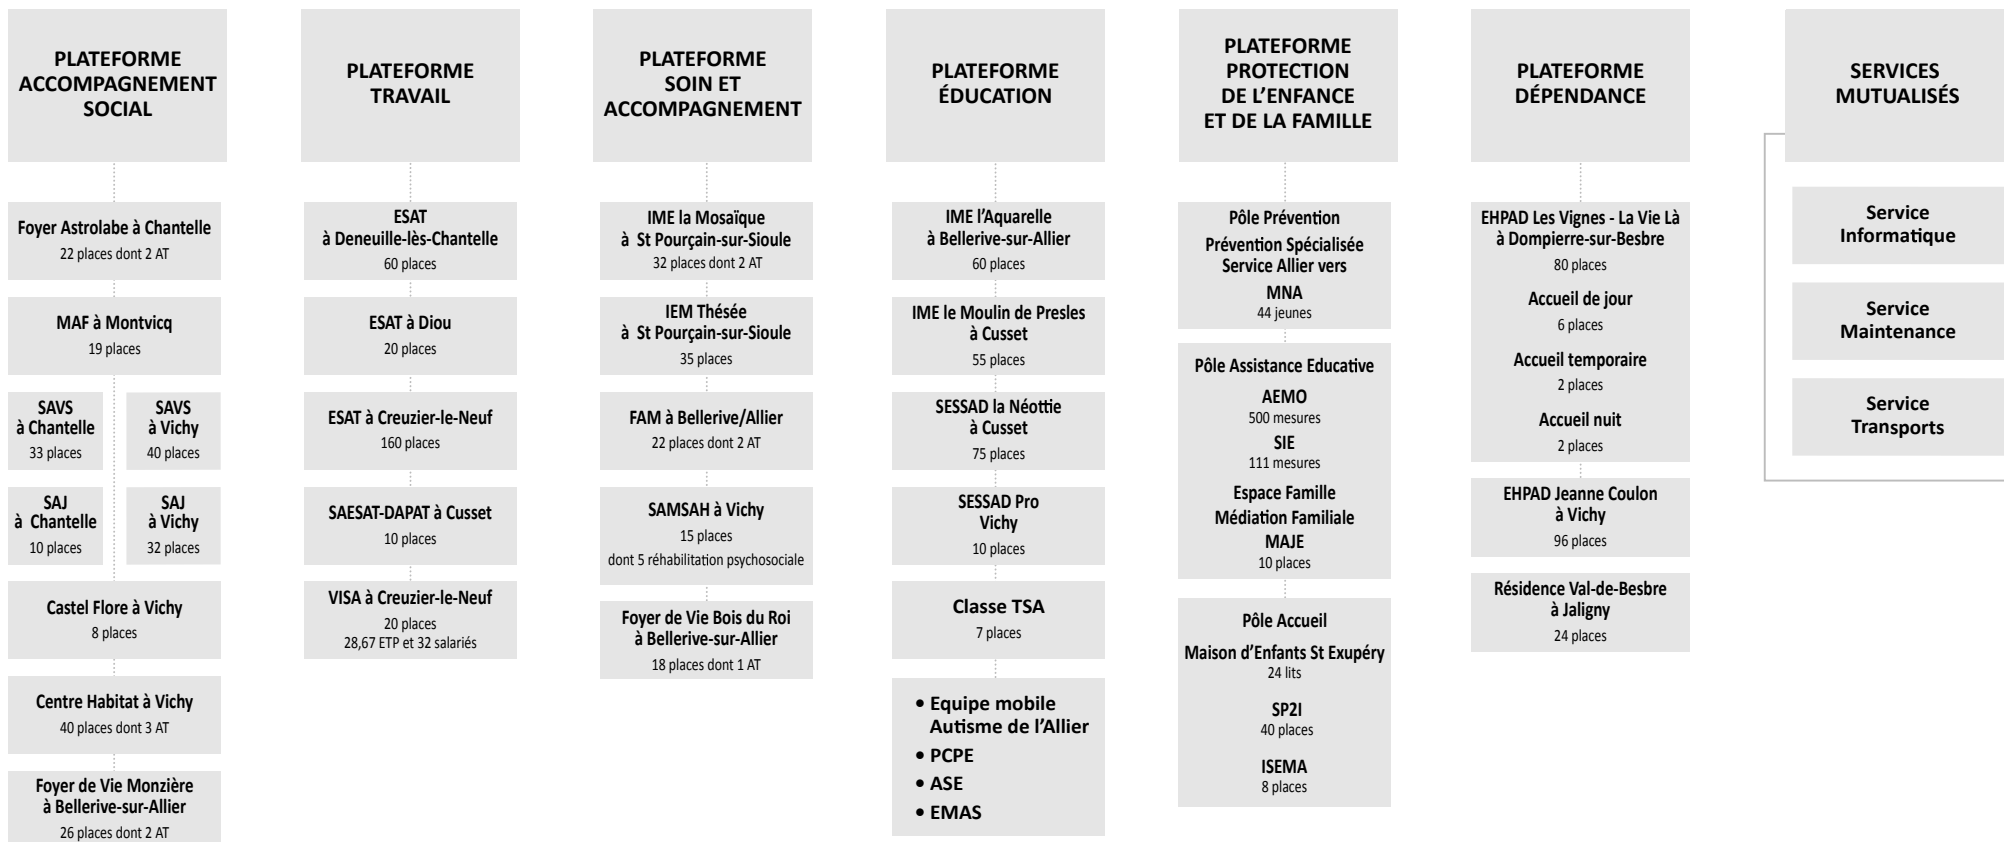 PLATEFORME
ACCOMPAGNEMENT
SOCIAL
Foyer Astrolabe à Chantelle
22 places dont 2 AT
MAF à Montvicq
19 places
SAVS
à Chantelle
33 places
SAVS
à Vichy
40 places
SAJ
à Chantelle
10 places
SAJ
à Vichy
32 places
Castel Flore à Vichy
8 places
Centre Habitat à Vichy
40 places dont 3 AT
Foyer de Vie Monzière
à Bellerive-sur-Allier
26 places dont 2 AT
PLATEFORME
TRAVAIL
ESAT
à Deneuille-lès-Chantelle
60 places
ESAT à Diou
20 places
ESAT à Creuzier-le-Neuf
160 places
SAESAT-DAPAT à Cusset
10 places
VISA à Creuzier-le-Neuf
20 places
28,67 ETP et 32 salariés
PLATEFORME
SOIN ET
ACCOMPAGNEMENT
IME la Mosaïque
à St Pourçain-sur-Sioule
32 places dont 2 AT
IEM Thésée
à St Pourçain-sur-Sioule
35 places
FAM à Bellerive/Allier
22 places dont 2 AT
SAMSAH à Vichy
15 places
dont 5 réhabilitation psychosociale
Foyer de Vie Bois du Roi
à Bellerive-sur-Allier
18 places dont 1 AT
PLATEFORME
ÉDUCATION
IME l'Aquarelle
à Bellerive-sur-Allier
60 places
IME le Moulin de Presles
à Cusset
55 places
SESSAD la Néottie
à Cusset
75 places
SESSAD Pro
Vichy
10 places
Classe TSA
7 places
• Equipe mobile
Autisme de l'Allier
• PCPE
• ASE
• EMAS
PLATEFORME
PROTECTION
DE L'ENFANCE
ET DE LA FAMILLE
Pôle Prévention
Prévention Spécialisée
Service Allier vers
MNA
44 jeunes
Pôle Assistance Educative
AEMO
500 mesures
SIE
111 mesures
Espace Famille
Médiation Familiale
MAJE
10 places
Pôle Accueil
Maison d'Enfants St Exupéry
24 lits
SP2I
40 places
ISEMA
8 places
PLATEFORME
DÉPENDANCE
EHPAD Les Vignes - La Vie Là
à Dompierre-sur-Besbre
80 places
Accueil de jour
6 places
Accueil temporaire
2 places
Accueil nuit
2 places
EHPAD Jeanne Coulon
à Vichy
96 places
Résidence Val-de-Besbre
à Jaligny
24 places
SERVICES
MUTUALISÉS
Service
Informatique
Service
Maintenance
Service
Transports